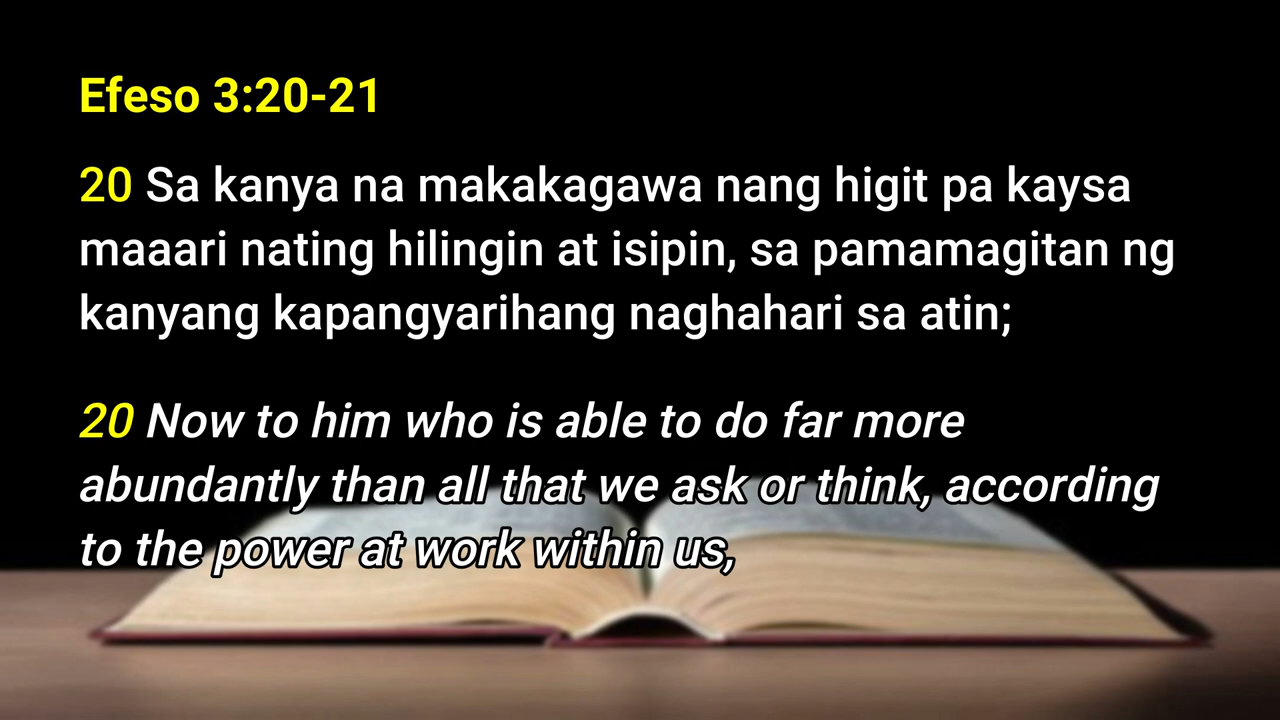 Efeso 3:20-21
20 Sa kanya na makakagawa nang higit pa kaysa
maaari nating hilingin at isipin, sa pamamagitan ng
kanyang kapangyarihang naghahari sa atin;
20 Now to him who is able to do far more
abundantly than all that we ask or think, according
to the power at work within us,